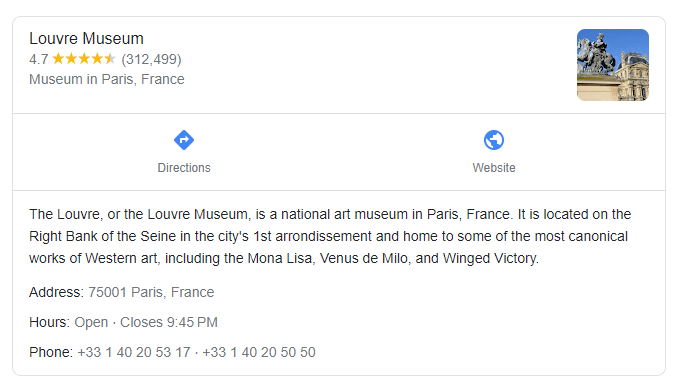 Louvre Museum
4.7 ★★★★★ (312,499)
Museum in Paris, France
Directions
Website
The Louvre, or the Louvre Museum, is a national art museum in Paris, France. It is located on the
Right Bank of the Seine in the city's 1st arrondissement and home to some of the most canonical
works of Western art, including the Mona Lisa, Venus de Milo, and Winged Victory.
Address: 75001 Paris, France
Hours: Open · Closes 9:45 PM
Phone: +33 1 40 20 53 17 · +33 1 40 20 50 50